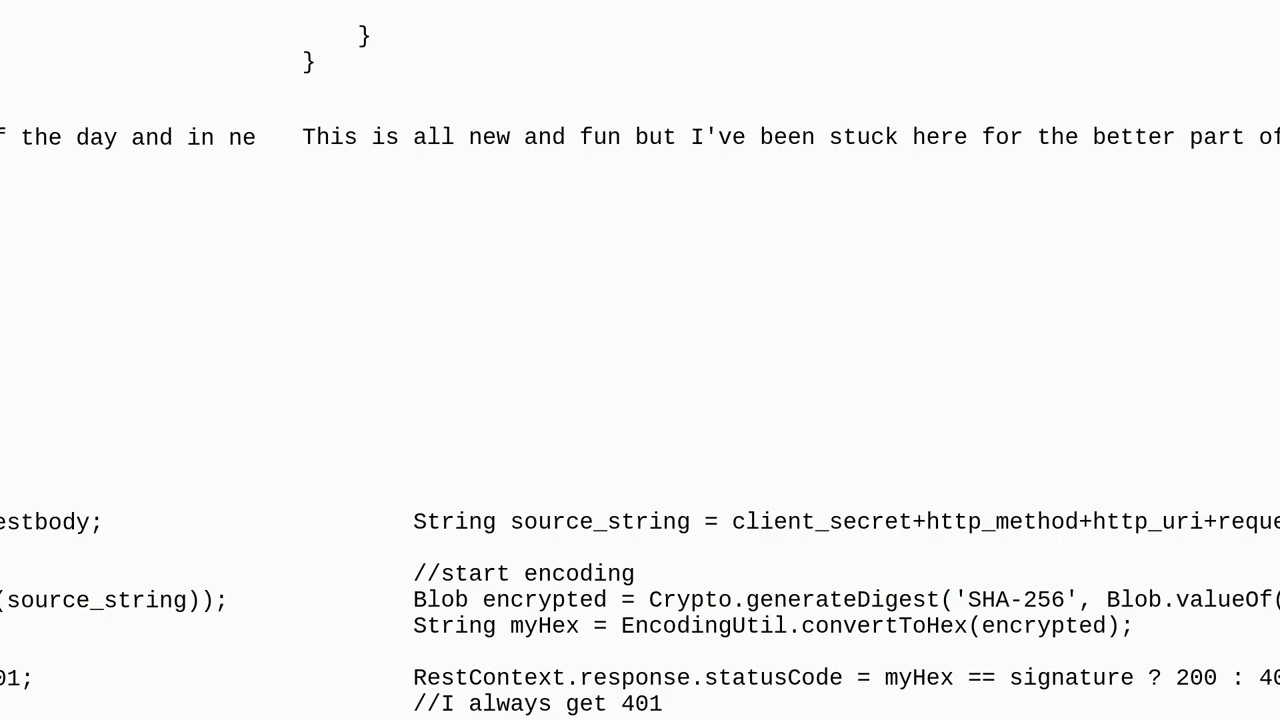 }
}
f the day and in ne This is all new and fun but I've been stuck here for the better part of
estbody; String source_string = client_secret+http_method+http_uri+reque
//start encoding
(source_string)); Blob encrypted = Crypto.generateDigest('SHA-256', Blob.valueOf(
String myHex = EncodingUtil.convertToHex(encrypted);
01; RestContext.response.statusCode = myHex == signature ? 200 : 40
//I always get 401